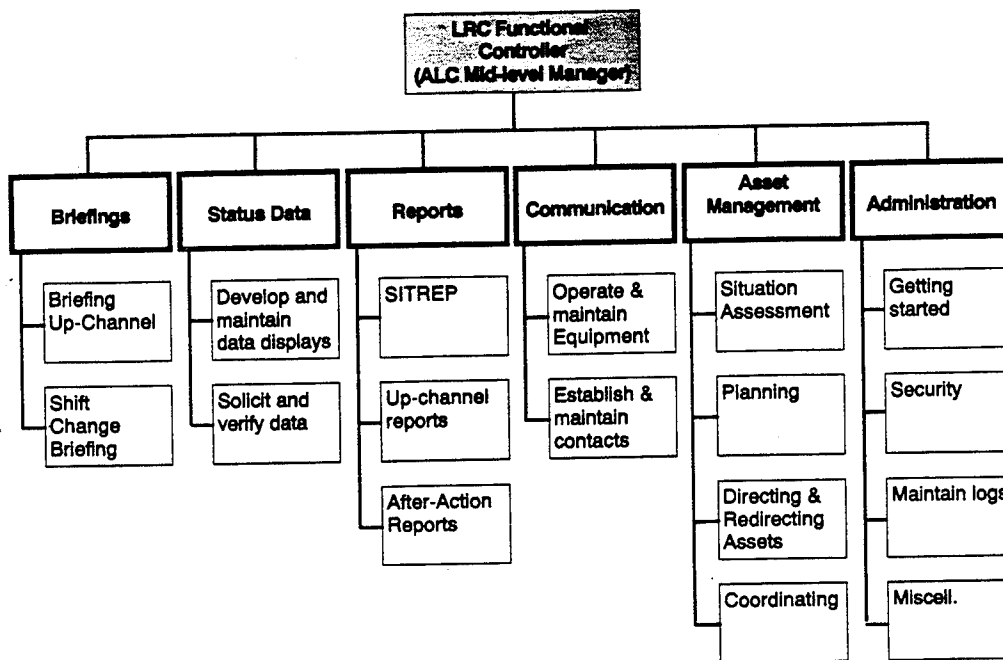 LRC Functional
Controller
(ALC Mid-level Manager)
Briefings
Status Data
Reports
Communication
Asset
Management
Administration
Briefing
Up-Channel
Shift
Change
Briefing
Develop and
maintain
data displays
Solicit and
verify data
SITREP
Up-channel
reports
After-Action
Reports
Operate &
maintain
Equipment
Establish &
maintain
contacts
Situation
Assessment
Planning
Directing &
Redirecting
Assets
Coordinating
Getting
started
Security
Maintain logs
Miscell.